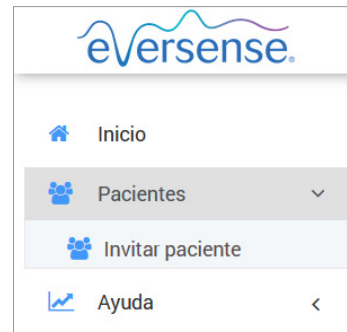 eversense®
Inicio
Pacientes
Invitar paciente
Ayuda